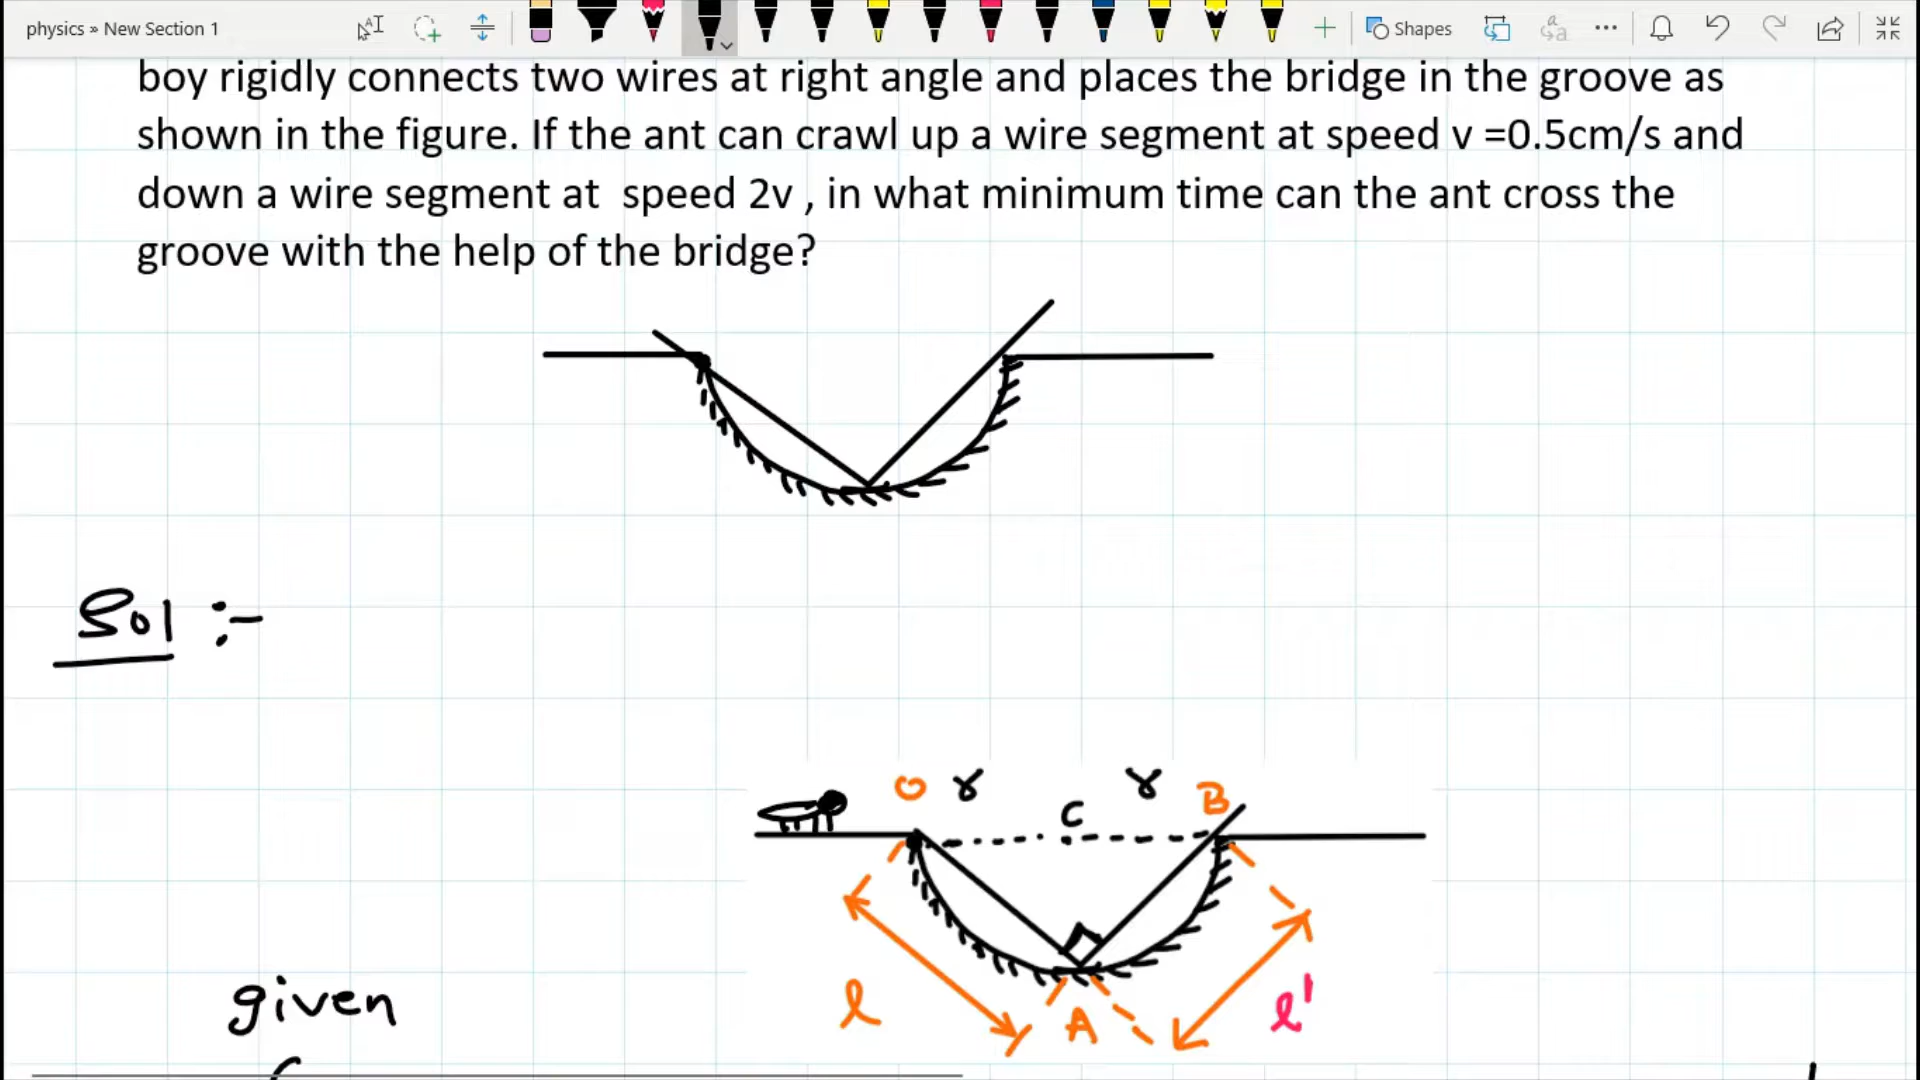 physics » New Section 1
Shapes
boy rigidly connects two wires at right angle and places the bridge in the groove as
shown in the figure. If the ant can crawl up a wire segment at speed v =0.5cm/s and
down a wire segment at speed 2v , in what minimum time can the ant cross the
groove with the help of the bridge?
Sol :-
O r r B
C
l A l'
given